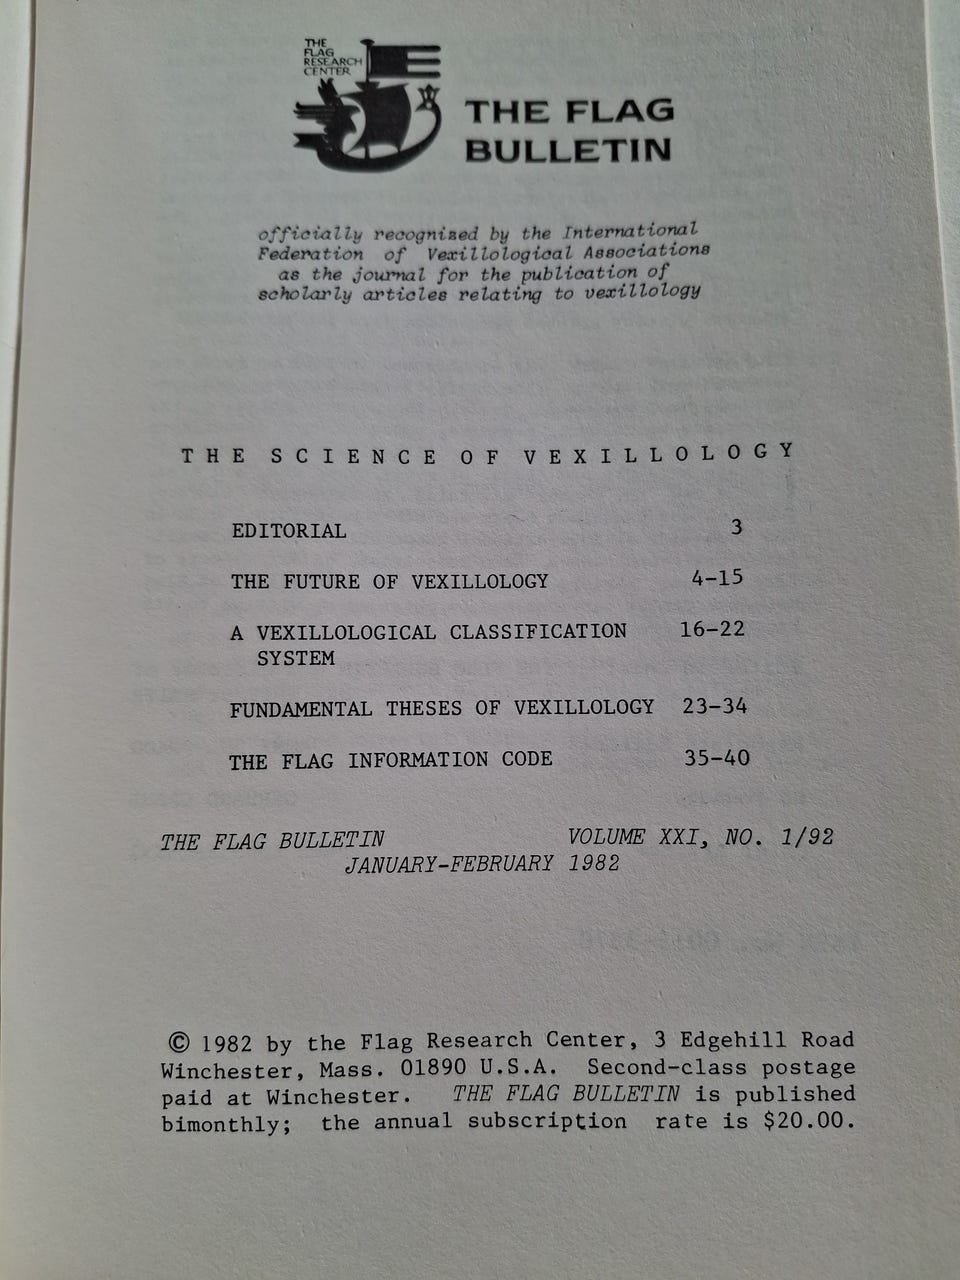 THE
FLAG
RESEARCH
CENTER
THE FLAG
BULLETIN
officially recognized by the International
Federation of Vexillological Associations
as the journal for the publication of
scholarly articles relating to vexillology
THE SCIENCE OF VEXILLOLOGY
EDITORIAL 3
THE FUTURE OF VEXILLOLOGY 4-15
A VEXILLOLOGICAL CLASSIFICATION 16-22
SYSTEM
FUNDAMENTAL THESES OF VEXILLOLOGY 23-34
THE FLAG INFORMATION CODE 35-40
THE FLAG BULLETIN VOLUME XXI, NO. 1/92
JANUARY-FEBRUARY 1982
© 1982 by the Flag Research Center, 3 Edgehill Road
Winchester, Mass. 01890 U.S.A. Second-class postage
paid at Winchester. THE FLAG BULLETIN is published
bimonthly; the annual subscription rate is $20.00.